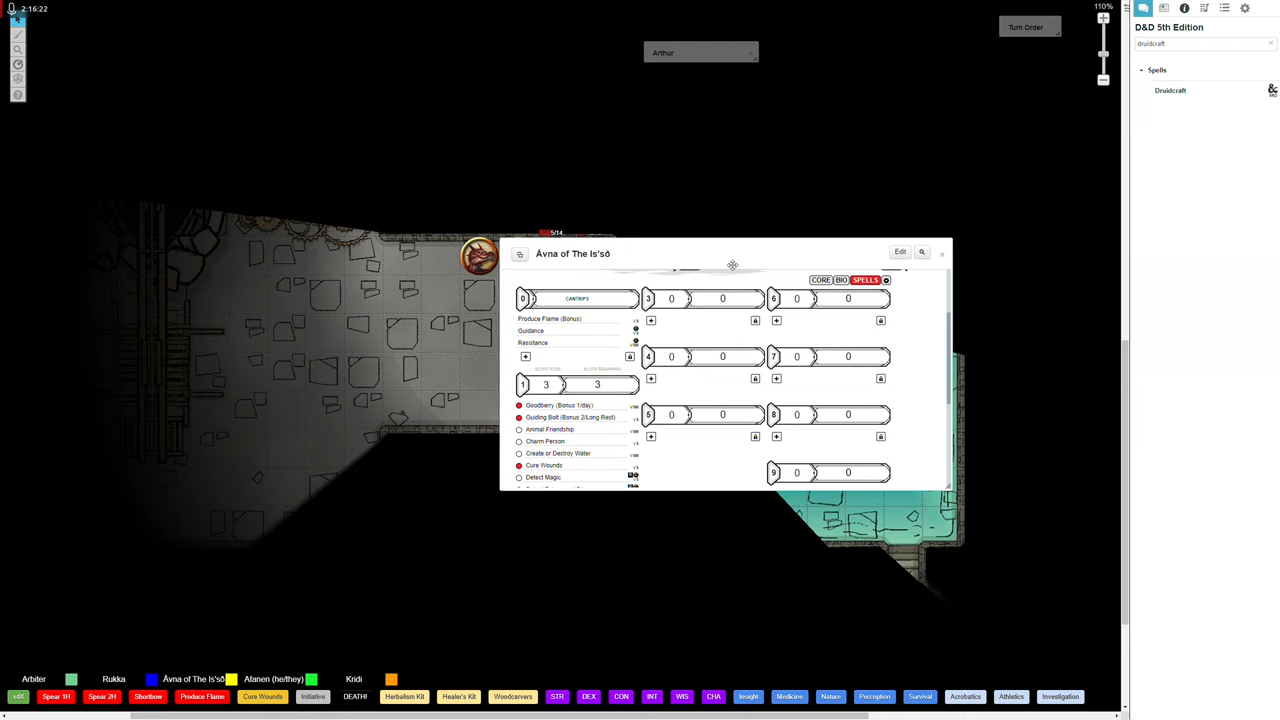 2:16:22
110%
D&D 5th Edition
druidcraft
Spells
Druidcraft
Turn Order
Arthur
5/14
Ávna of The Is'sð
Edit
CORE BIO SPELLS
0 CANTRIPS
Produce Flame (Bonus)
Guidance
Resistance
SLOTS TOTAL SLOTS REMAINING
1 3 3
Goodberry (Bonus 1/day)
Guiding Bolt (Bonus 2/Long Rest)
Animal Friendship
Charm Person
Create or Destroy Water
Cure Wounds
Detect Magic
3 0 0
4 0 0
5 0 0
6 0 0
7 0 0
8 0 0
9 0 0
Arbiter Rukka Ávna of The Is'sð Afanen (he/they) Kridi
Spear 1H Spear 2H Shortbow Produce Flame Cure Wounds Initiative DEATH! Herbalism Kit Healer's Kit Woodcarvers STR DEX CON INT WIS CHA Insight Medicine Nature Perception Survival Acrobatics Athletics Investigation